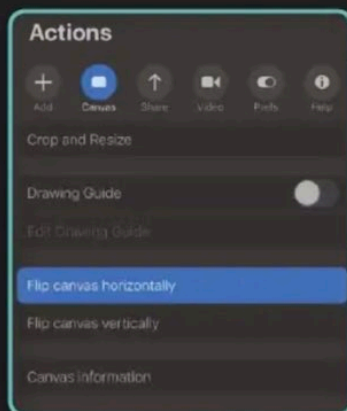 Actions
Add Canvas Share Video Prefs Help
Crop and Resize
Drawing Guide
Edit Drawing Guide
Flip canvas horizontally
Flip canvas vertically
Canvas information